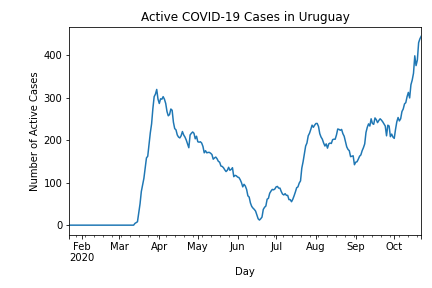 Active COVID-19 Cases in Uruguay
Number of Active Cases
400
300
200
100
0
Feb Mar Apr May Jun Jul Aug Sep Oct
2020
Day